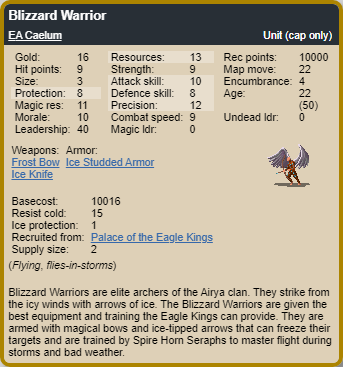 Blizzard Warrior
EA Caelum Unit (cap only)
Gold: 16 Resources: 13 Rec points: 10000
Hit points: 9 Strength: 9 Map move: 22
Size: 3 Attack skill: 10 Encumbrance: 4
Protection: 8 Defence skill: 8 Age: 22
Magic res: 11 Precision: 12 (50)
Morale: 10 Combat speed: 9 Undead ldr: 0
Leadership: 40 Magic ldr: 0
Weapons: Armor:
Frost Bow Ice Studded Armor
Ice Knife
Basecost: 10016
Resist cold: 15
Ice protection: 1
Recruited from: Palace of the Eagle Kings
Supply size: 2
(Flying, flies-in-storms)
Blizzard Warriors are elite archers of the Airya clan. They strike from
the icy winds with arrows of ice. The Blizzard Warriors are given the
best equipment and training the Eagle Kings can provide. They are
armed with magical bows and ice-tipped arrows that can freeze their
targets and are trained by Spire Horn Seraphs to master flight during
storms and bad weather.